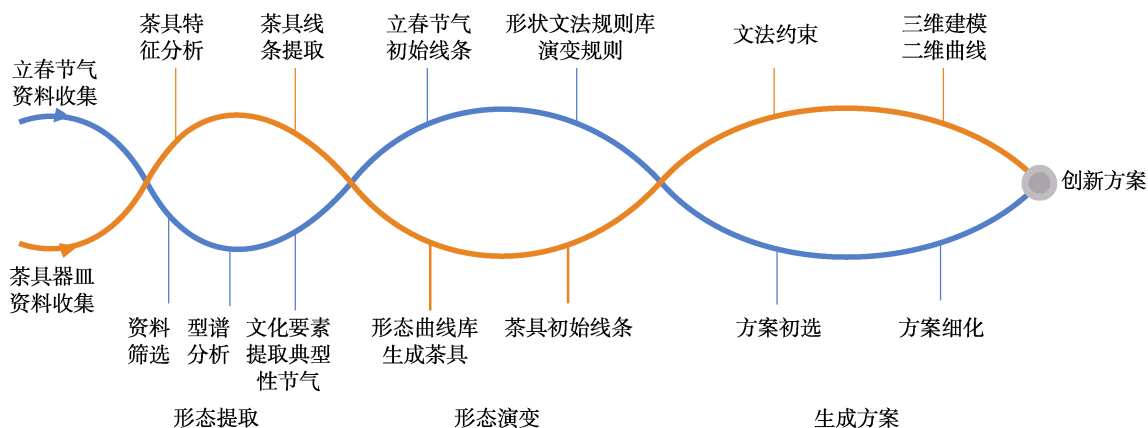 立春节气
资料收集
茶具特
征分析
茶具线
条提取
立春节气
初始线条
形状文法规则库
演变规则
文法约束
三维建模
二维曲线
创新方案
茶具器皿
资料收集
资料
筛选
型谱
分析
文化要素
提取典型
性节气
形态曲线库
生成茶具
茶具初始线条
方案初选
方案细化
形态提取
形态演变
生成方案